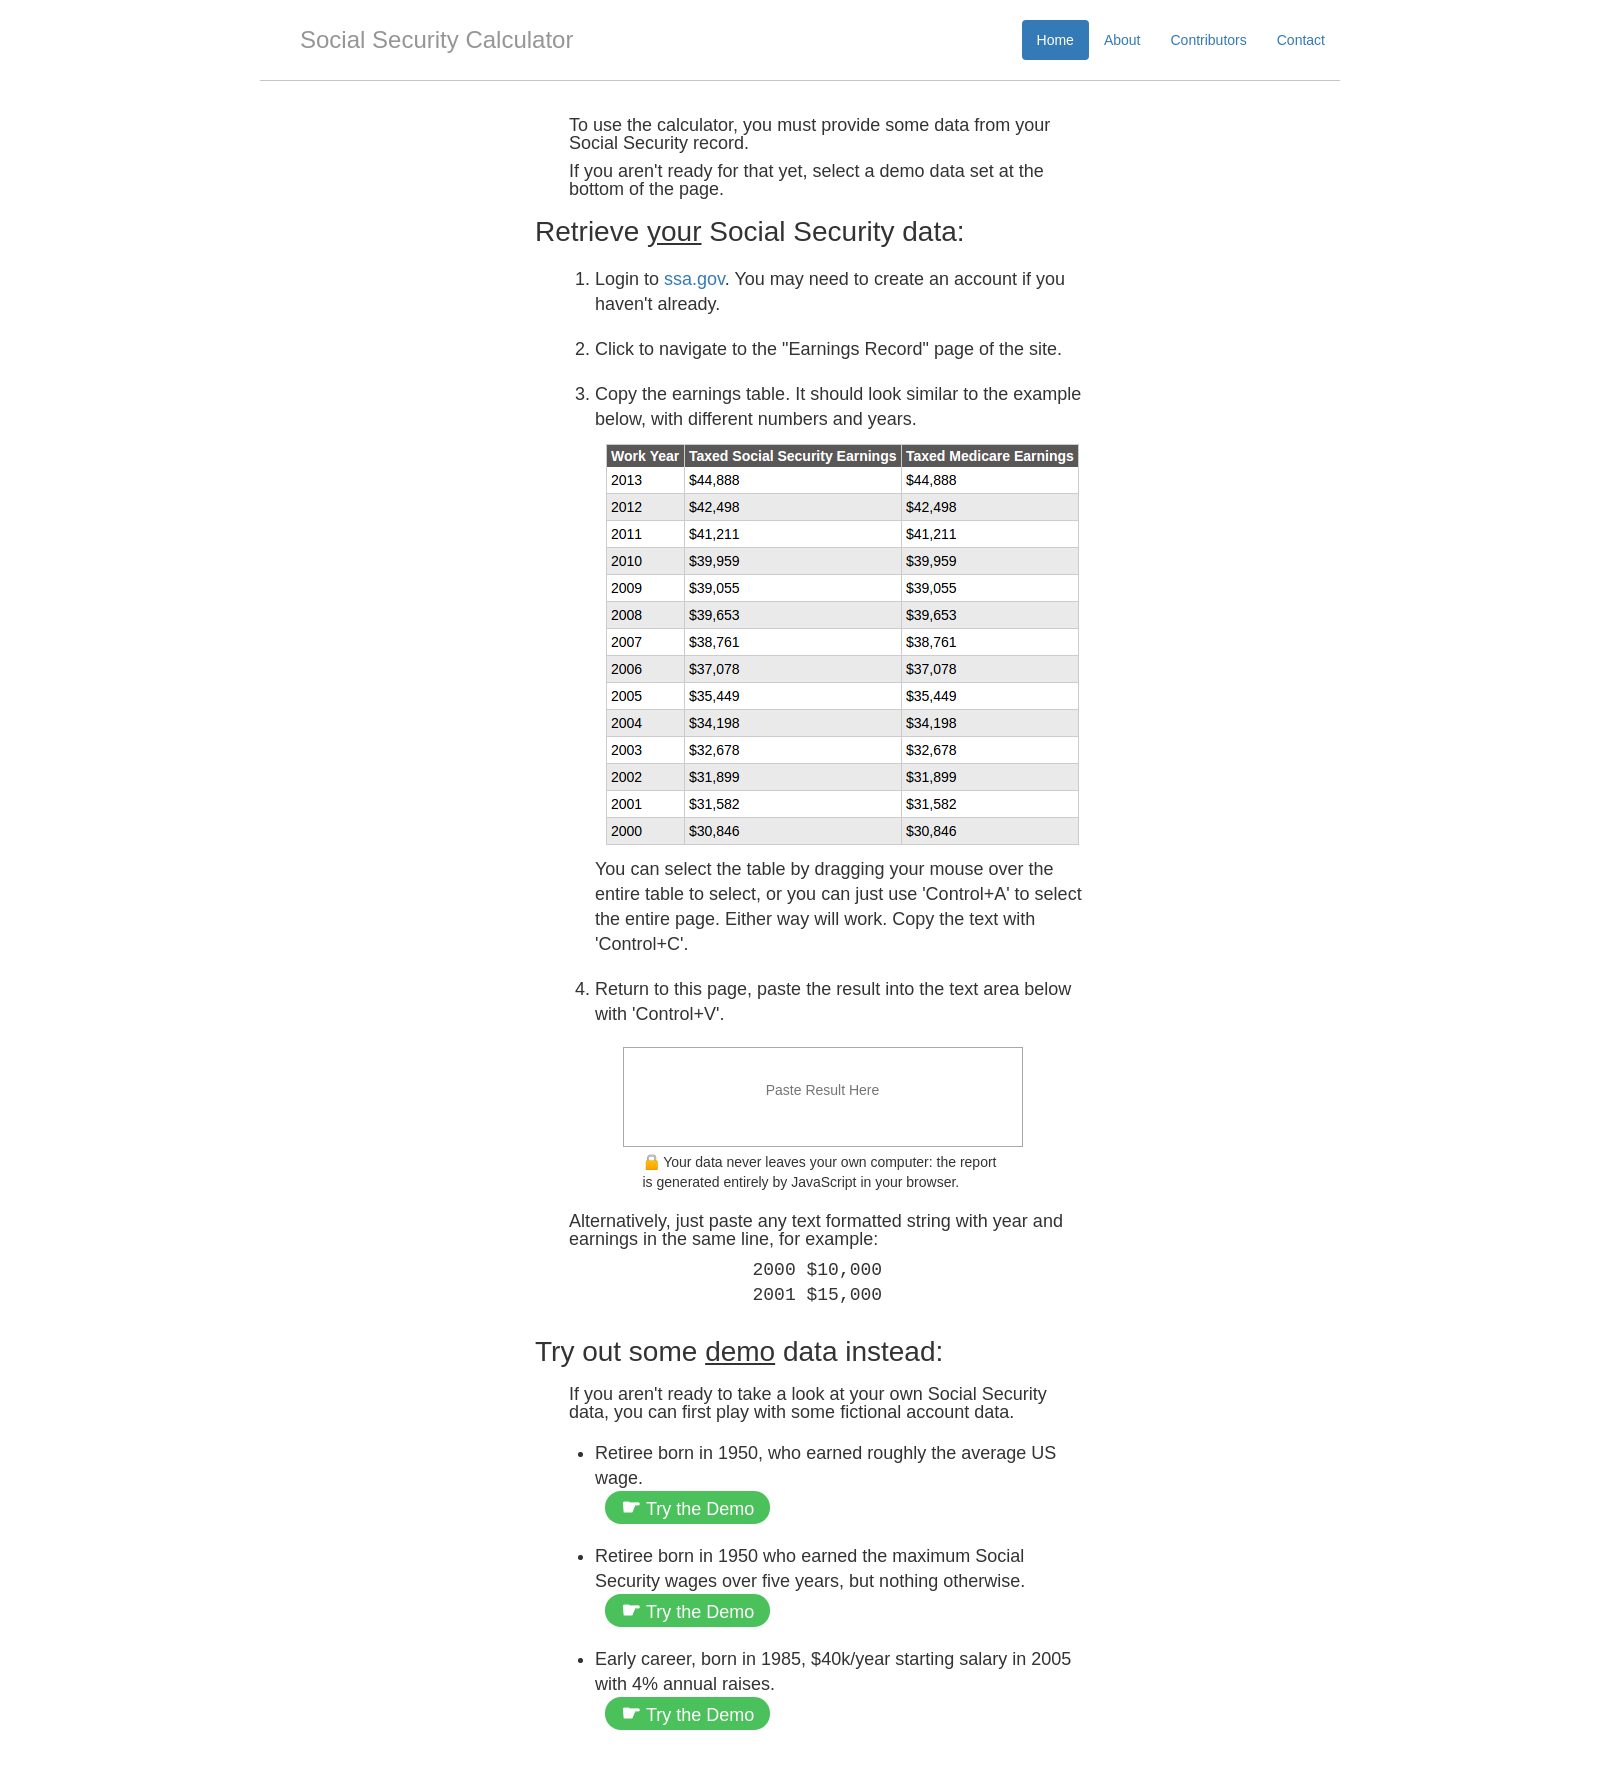 Social Security Calculator
Home About Contributors Contact
To use the calculator, you must provide some data from your
Social Security record.
If you aren't ready for that yet, select a demo data set at the
bottom of the page.
Retrieve your Social Security data:
1. Login to ssa.gov. You may need to create an account if you
haven't already.
2. Click to navigate to the "Earnings Record" page of the site.
3. Copy the earnings table. It should look similar to the example
below, with different numbers and years.
Work Year Taxed Social Security Earnings Taxed Medicare Earnings
2013 $44,888 $44,888
2012 $42,498 $42,498
2011 $41,211 $41,211
2010 $39,959 $39,959
2009 $39,055 $39,055
2008 $39,653 $39,653
2007 $38,761 $38,761
2006 $37,078 $37,078
2005 $35,449 $35,449
2004 $34,198 $34,198
2003 $32,678 $32,678
2002 $31,899 $31,899
2001 $31,582 $31,582
2000 $30,846 $30,846
You can select the table by dragging your mouse over the
entire table to select, or you can just use 'Control+A' to select
the entire page. Either way will work. Copy the text with
'Control+C'.
4. Return to this page, paste the result into the text area below
with 'Control+V'.
Paste Result Here
Your data never leaves your own computer: the report
is generated entirely by JavaScript in your browser.
Alternatively, just paste any text formatted string with year and
earnings in the same line, for example:
2000 $10,000
2001 $15,000
Try out some demo data instead:
If you aren't ready to take a look at your own Social Security
data, you can first play with some fictional account data.
• Retiree born in 1950, who earned roughly the average US
wage.
☛ Try the Demo
• Retiree born in 1950 who earned the maximum Social
Security wages over five years, but nothing otherwise.
☛ Try the Demo
• Early career, born in 1985, $40k/year starting salary in 2005
with 4% annual raises.
☛ Try the Demo